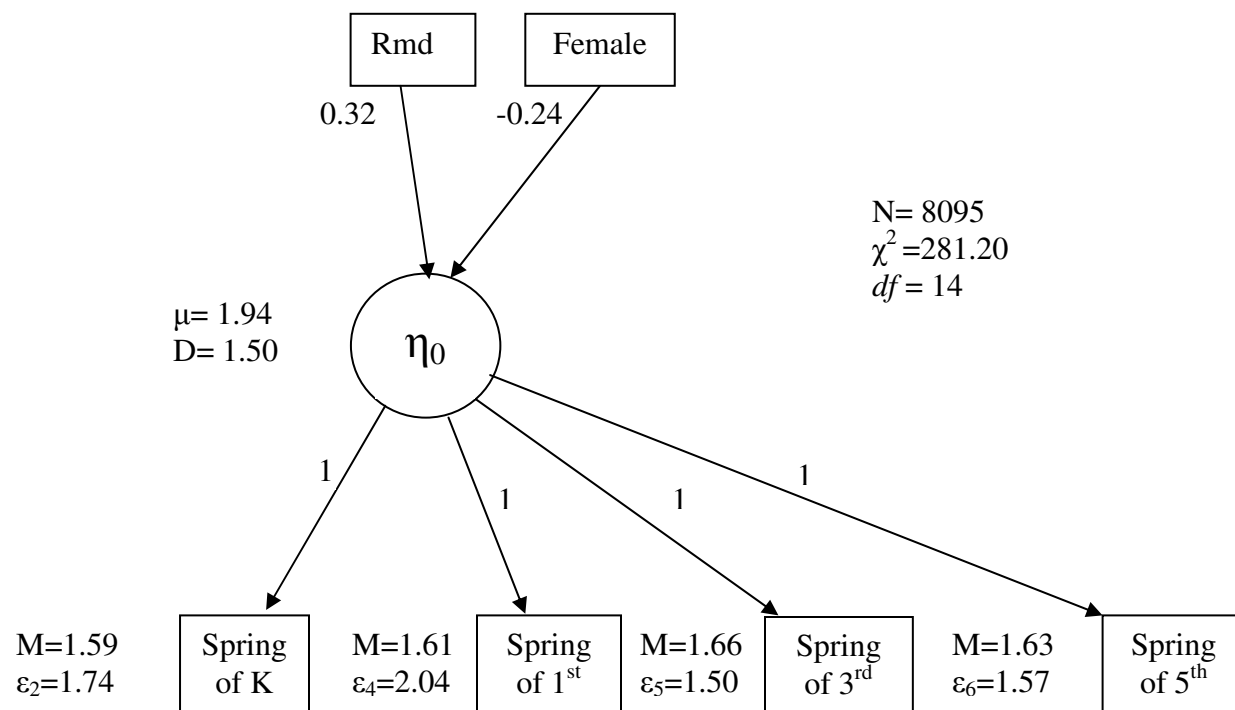 Rmd
Female
0.32
-0.24
N= 8095
χ² =281.20
df = 14
μ= 1.94
D= 1.50
η₀
1
1
1
1
M=1.59
ε₂=1.74
Spring
of K
M=1.61
ε₄=2.04
Spring
of 1ˢᵗ
M=1.66
ε₅=1.50
Spring
of 3ʳᵈ
M=1.63
ε₆=1.57
Spring
of 5ᵗʰ